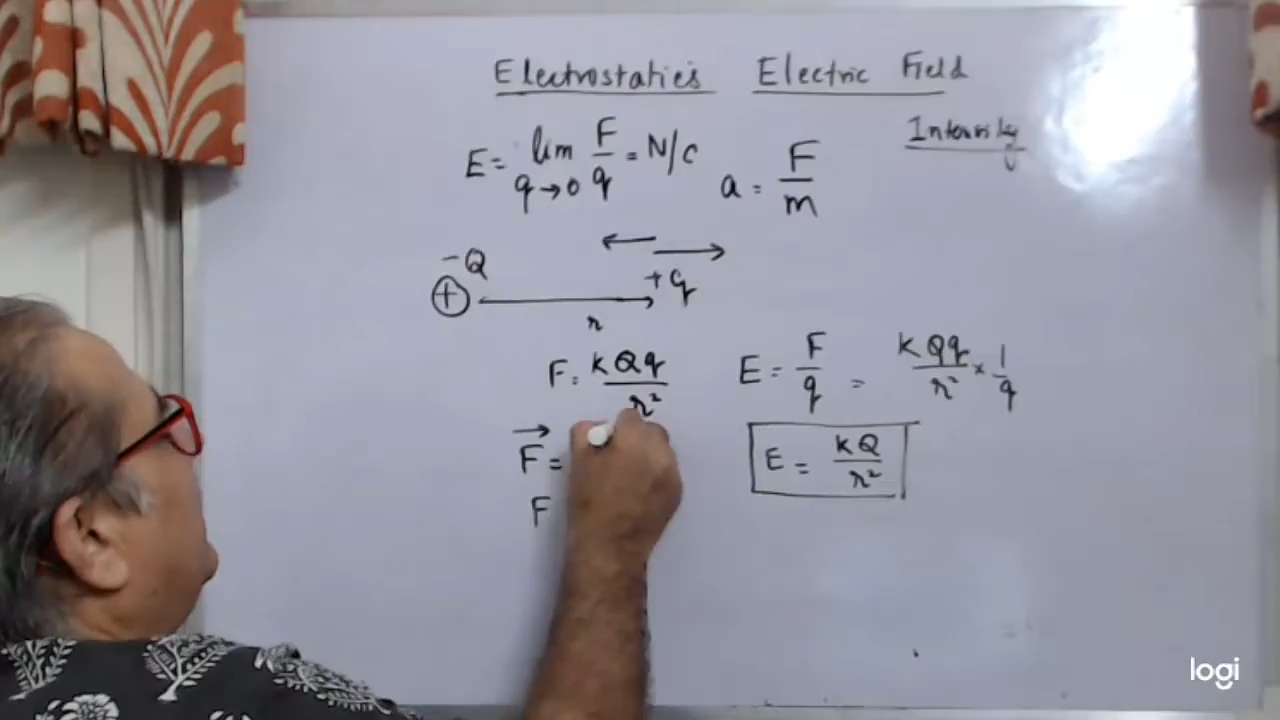 Electrostatics Electric Field
Intensity
E = lim F/q = N/C
q→0
a = F/m
-Q
+
+q
r
F = kQq/r²
E = F/q = kQq/r² × 1/q
F⃗ =
E = kQ/r²
F
logi